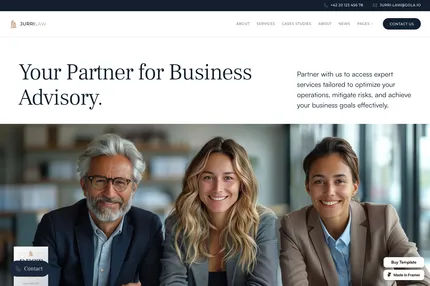 +42 20 123 456 78
JURRI-LAW@GOLA.IO
JURRILAW
ABOUT
SERVICES
CASES STUDIES
ABOUT
NEWS
PAGES
CONTACT US
Your Partner for Business
Advisory.
Partner with us to access expert
services tailored to optimize your
operations, mitigate risks, and achieve
your business goals effectively.
Contact
Buy Template
Made in Framer